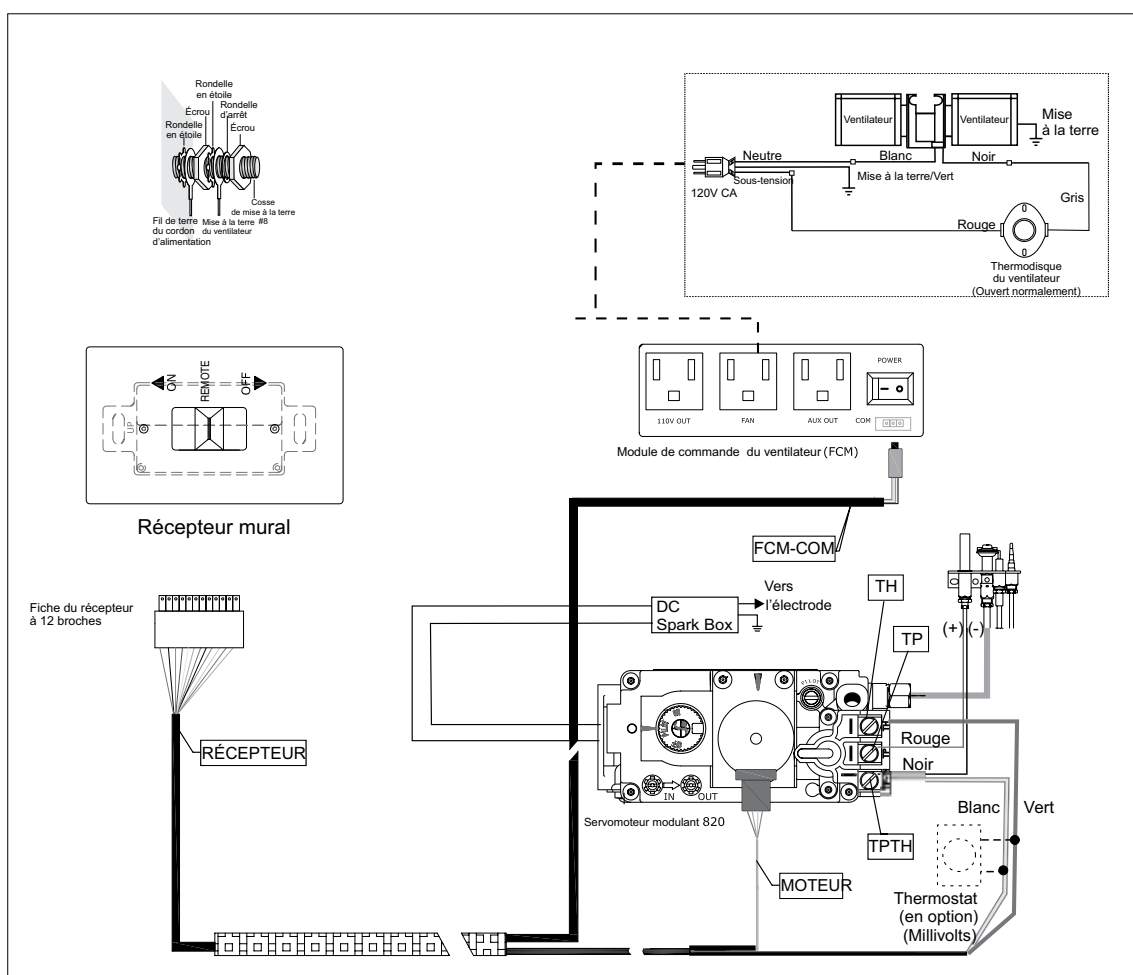 Rondelle
en étoile
Écrou
Rondelle
d'arrêt
Rondelle
en étoile
Écrou
Cosse
de mise à la terre
#8
Fil de terre
du cordon
d'alimentation
Mise à la terre
du ventilateur
Ventilateur
Ventilateur
Mise
à la terre
Neutre
Blanc
Noir
Sous-tension
Mise à la terre/Vert
120V CA
Gris
Rouge
Thermodisque
du ventilateur
(Ouvert normalement)
ON
REMOTE
OFF
UP
Récepteur mural
POWER
110V OUT
FAN
AUX OUT
COM
Module de commande du ventilateur (FCM)
FCM-COM
Fiche du récepteur
à 12 broches
DC
Spark Box
Vers
l'électrode
TH
TP
(+)
(-)
PILOT
RÉCEPTEUR
Rouge
Noir
IN
OUT
Servomoteur modulant 820
Blanc
Vert
TPTH
MOTEUR
Thermostat
(en option)
(Millivolts)